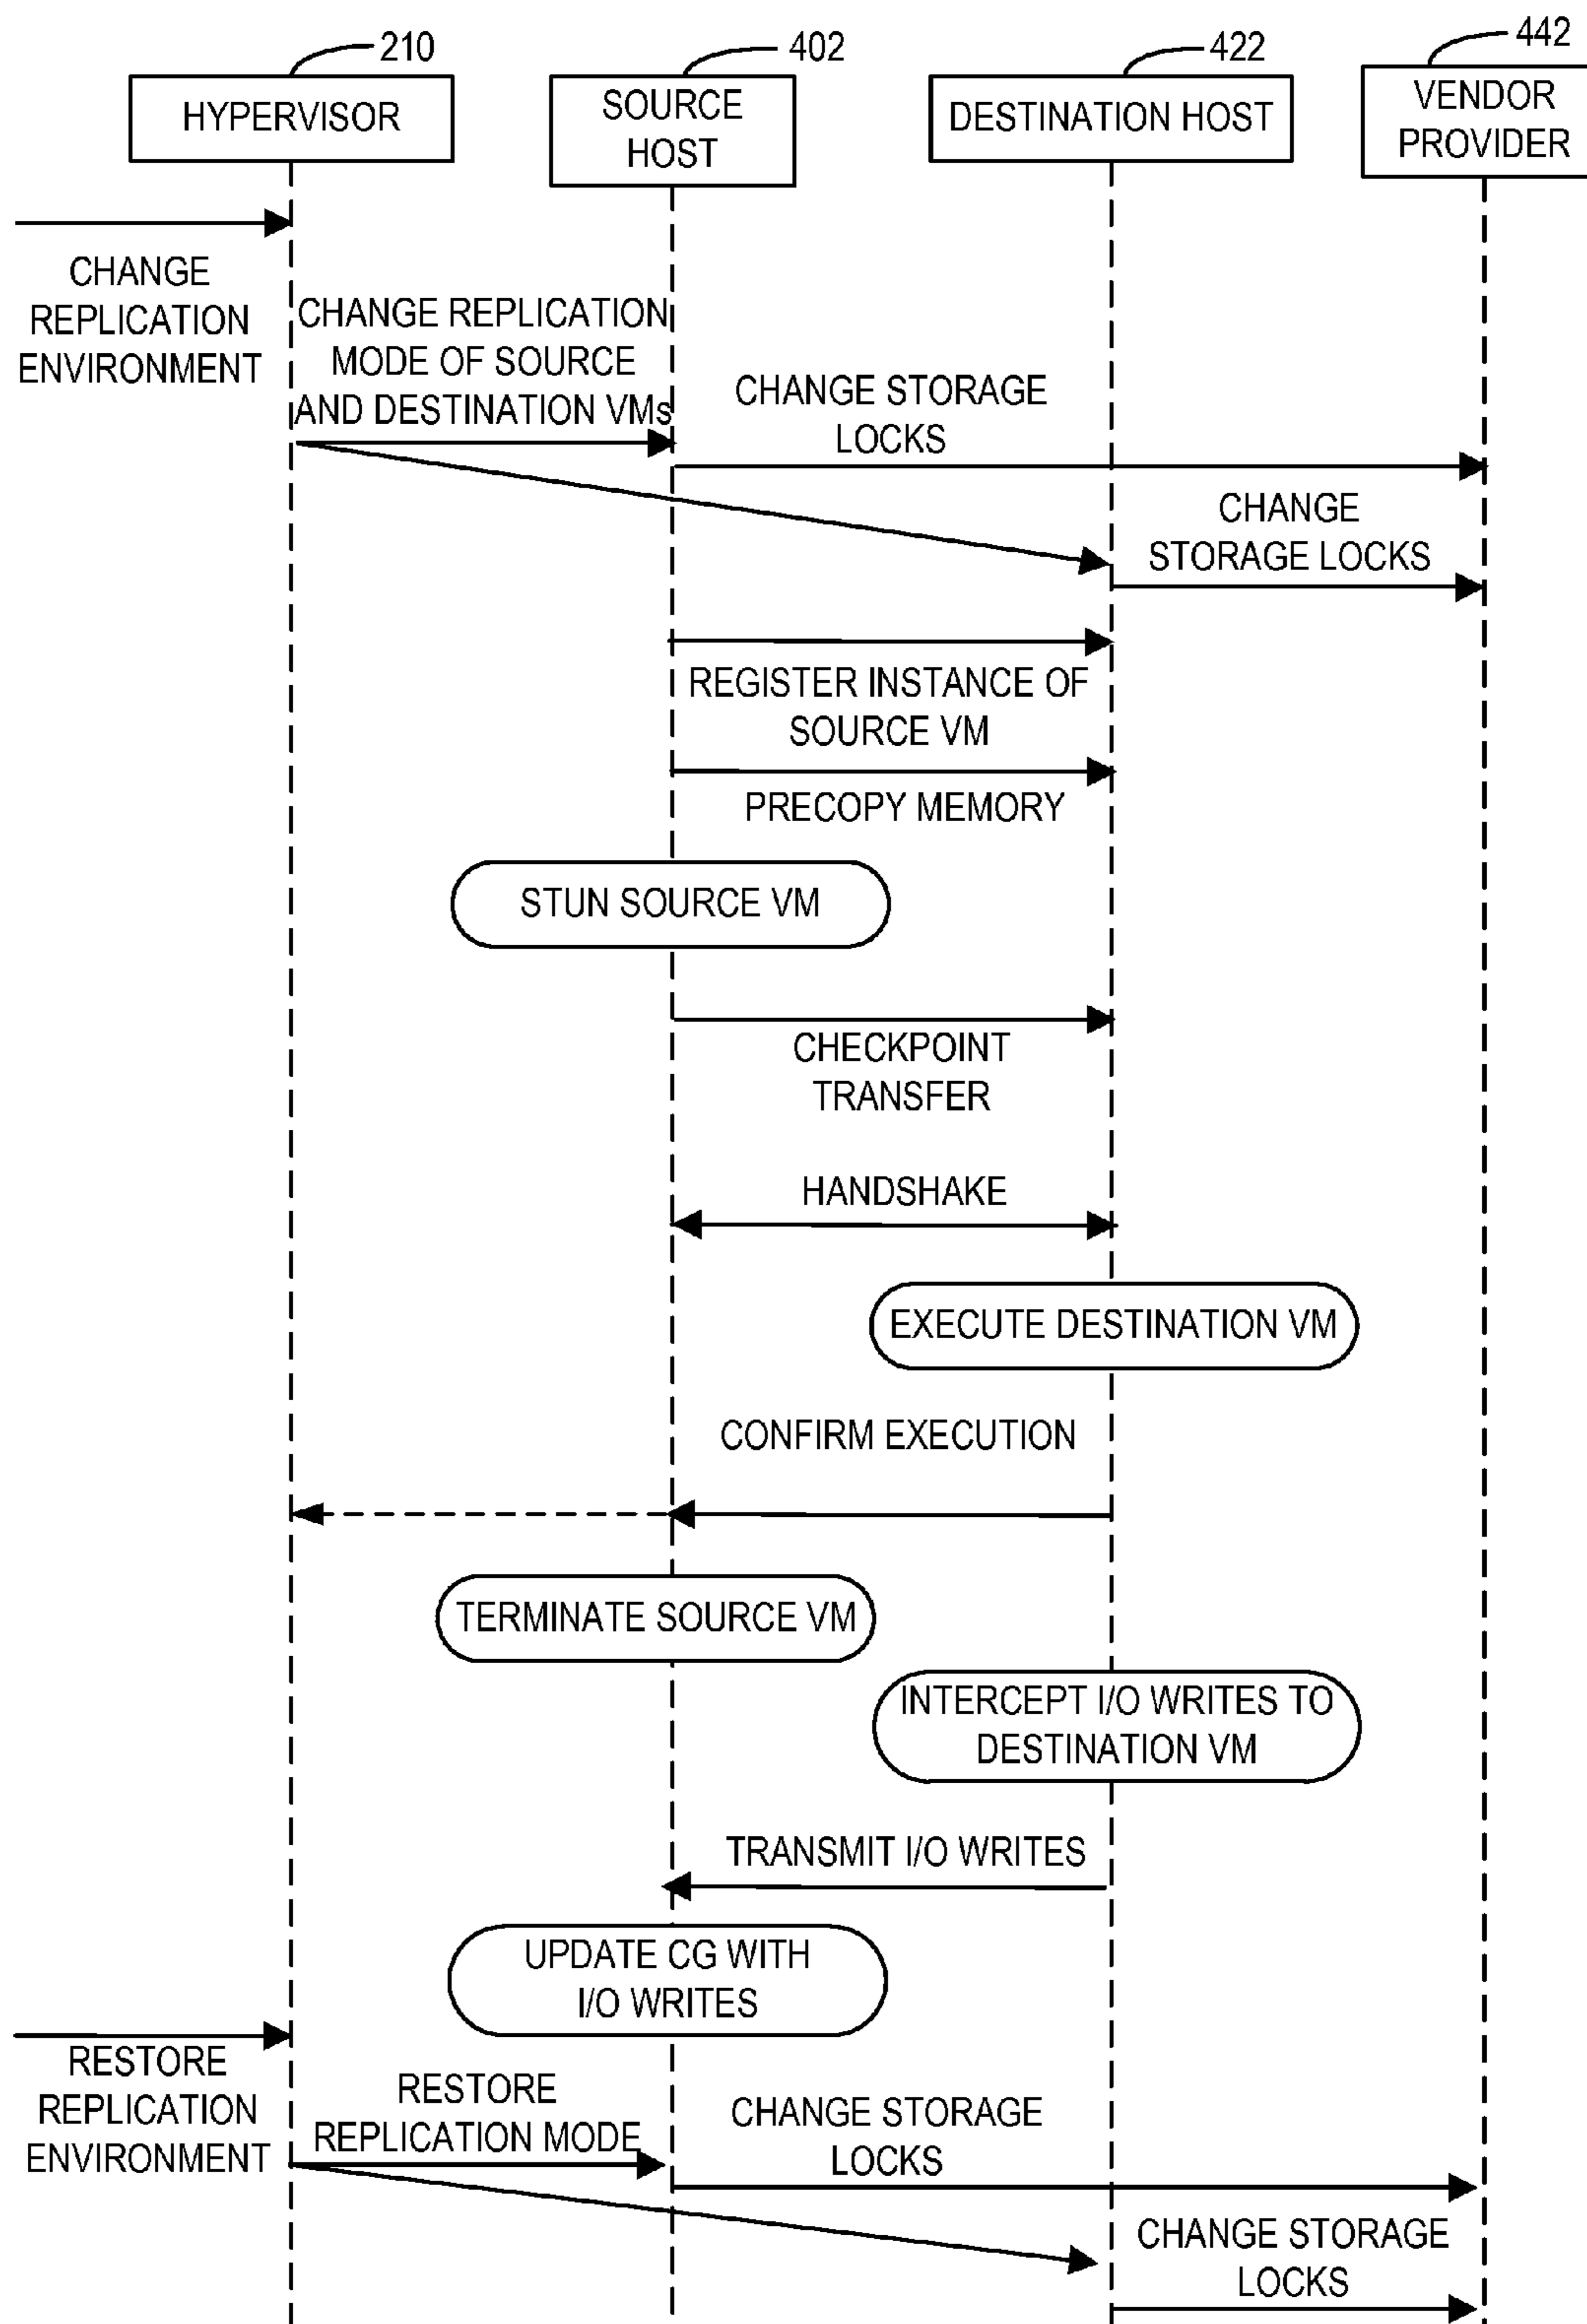 210
402
422
442
HYPERVISOR
SOURCE
HOST
DESTINATION HOST
VENDOR
PROVIDER
CHANGE
REPLICATION
ENVIRONMENT
CHANGE REPLICATION
MODE OF SOURCE
AND DESTINATION VMs
CHANGE STORAGE
LOCKS
CHANGE
STORAGE LOCKS
REGISTER INSTANCE OF
SOURCE VM
PRECOPY MEMORY
STUN SOURCE VM
CHECKPOINT
TRANSFER
HANDSHAKE
EXECUTE DESTINATION VM
CONFIRM EXECUTION
TERMINATE SOURCE VM
INTERCEPT I/O WRITES TO
DESTINATION VM
TRANSMIT I/O WRITES
UPDATE CG WITH
I/O WRITES
RESTORE
REPLICATION
ENVIRONMENT
RESTORE
REPLICATION MODE
CHANGE STORAGE
LOCKS
CHANGE STORAGE
LOCKS